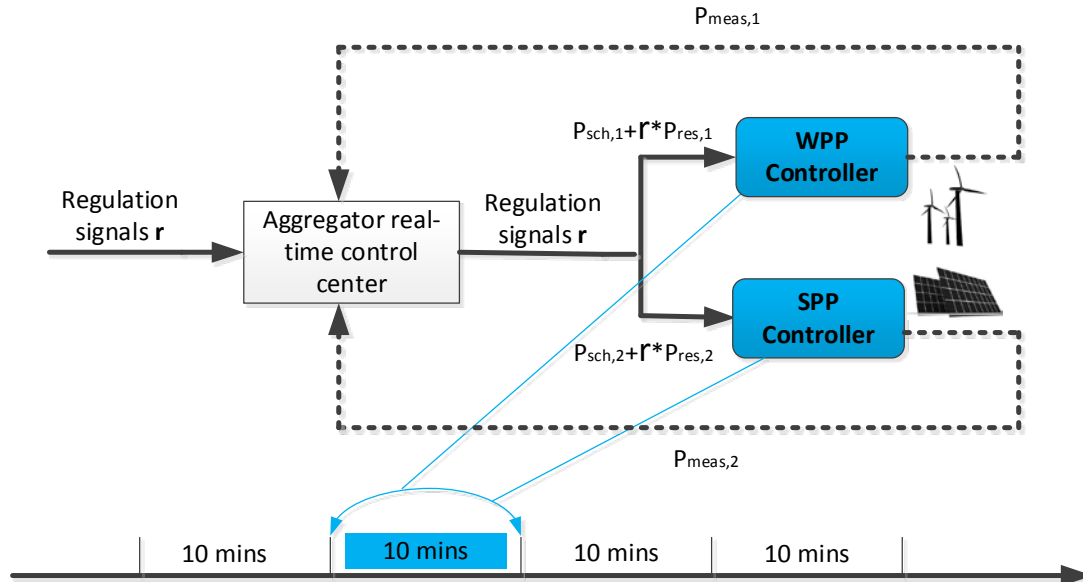 Pmeas,1
Psch,1+r*Pres,1
WPP
Controller
Regulation
signals r
Aggregator real-
time control
center
Regulation
signals r
SPP
Controller
Psch,2+r*Pres,2
Pmeas,2
10 mins
10 mins
10 mins
10 mins